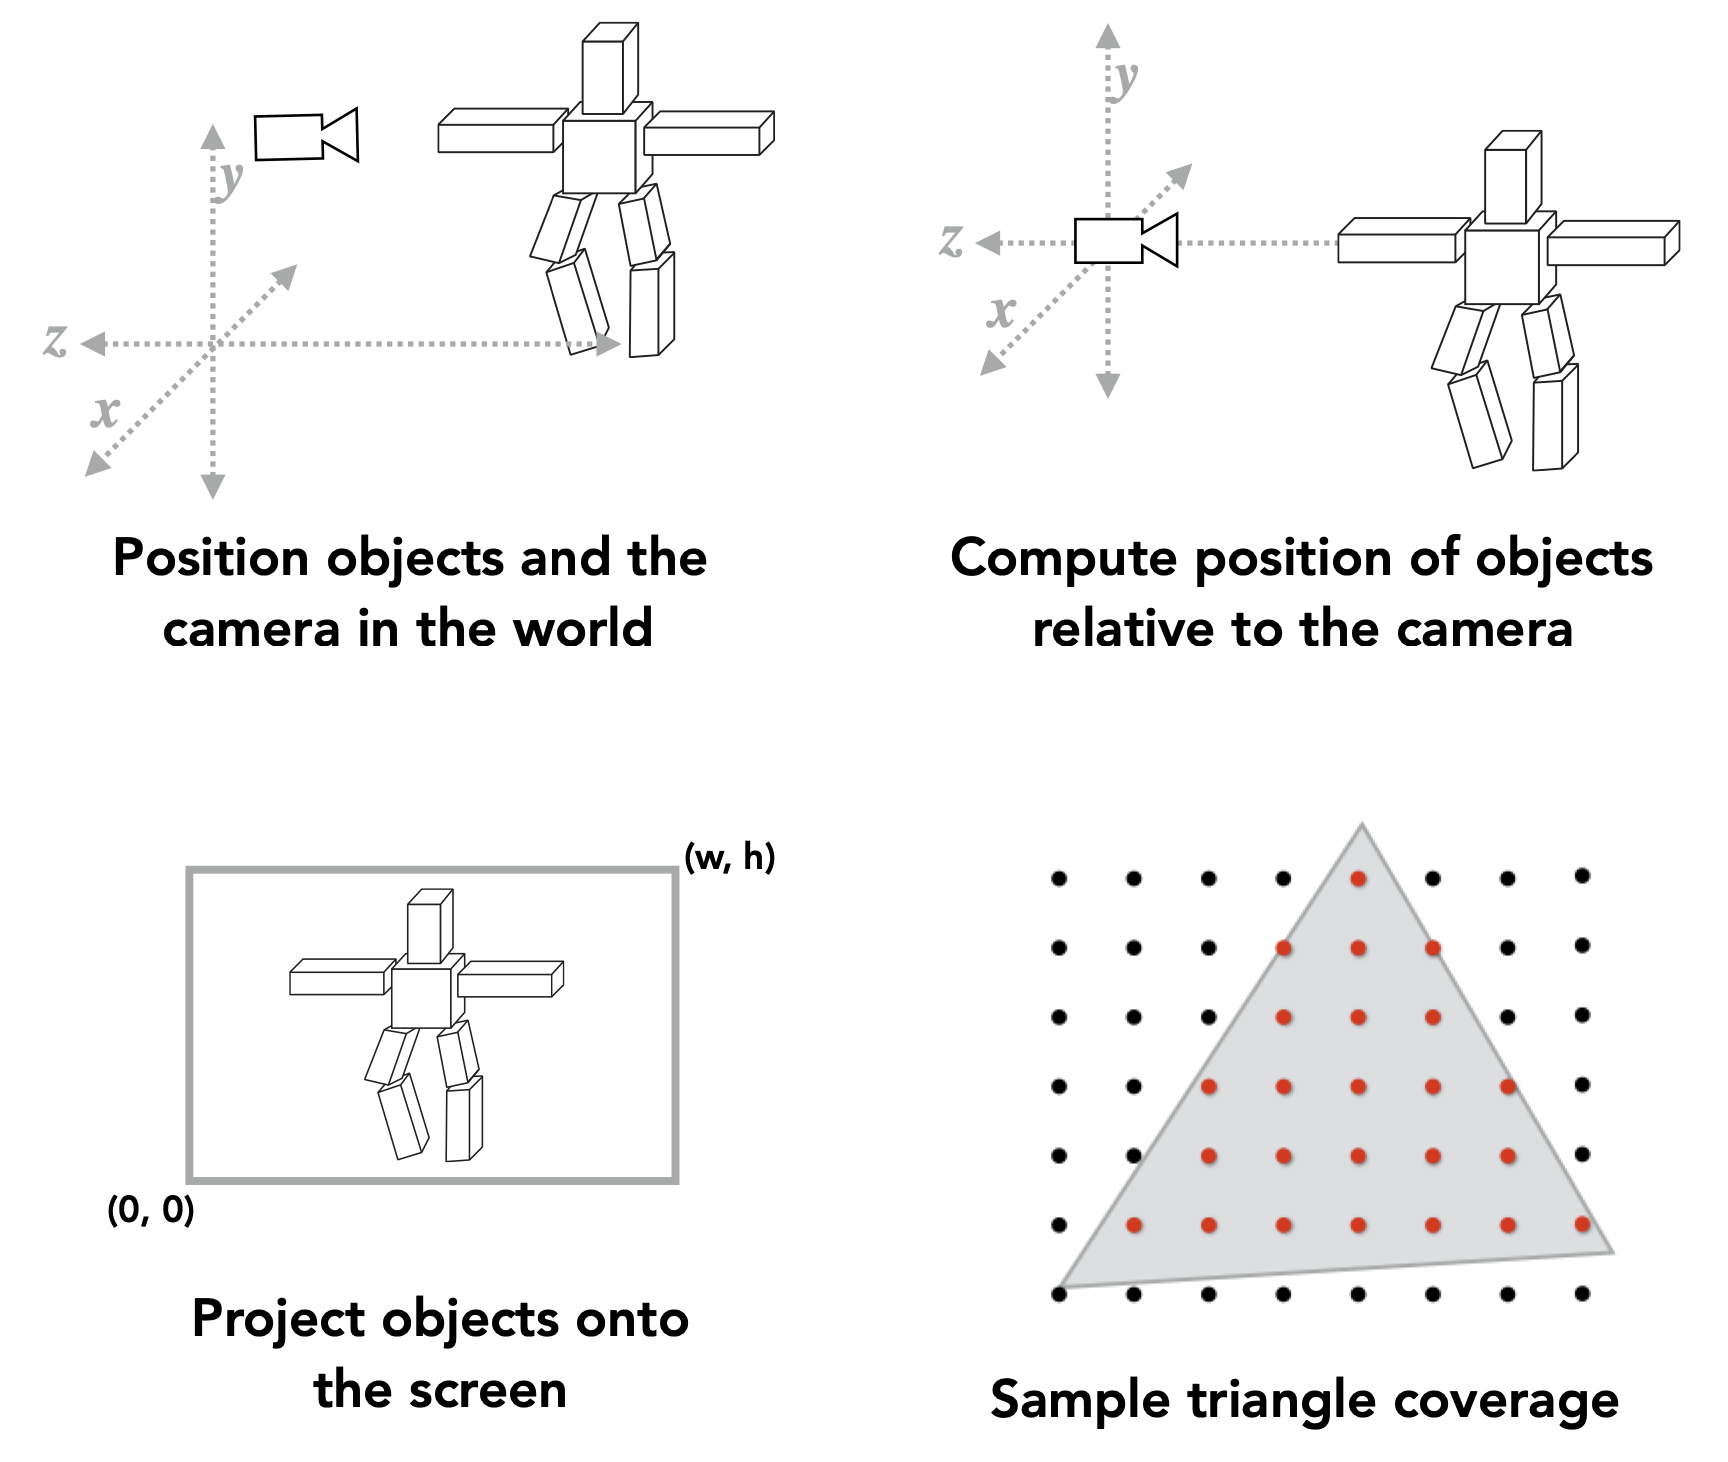 y
z
x
Position objects and the
camera in the world
y
z
x
Compute position of objects
relative to the camera
(w, h)
(0, 0)
Project objects onto
the screen
Sample triangle coverage